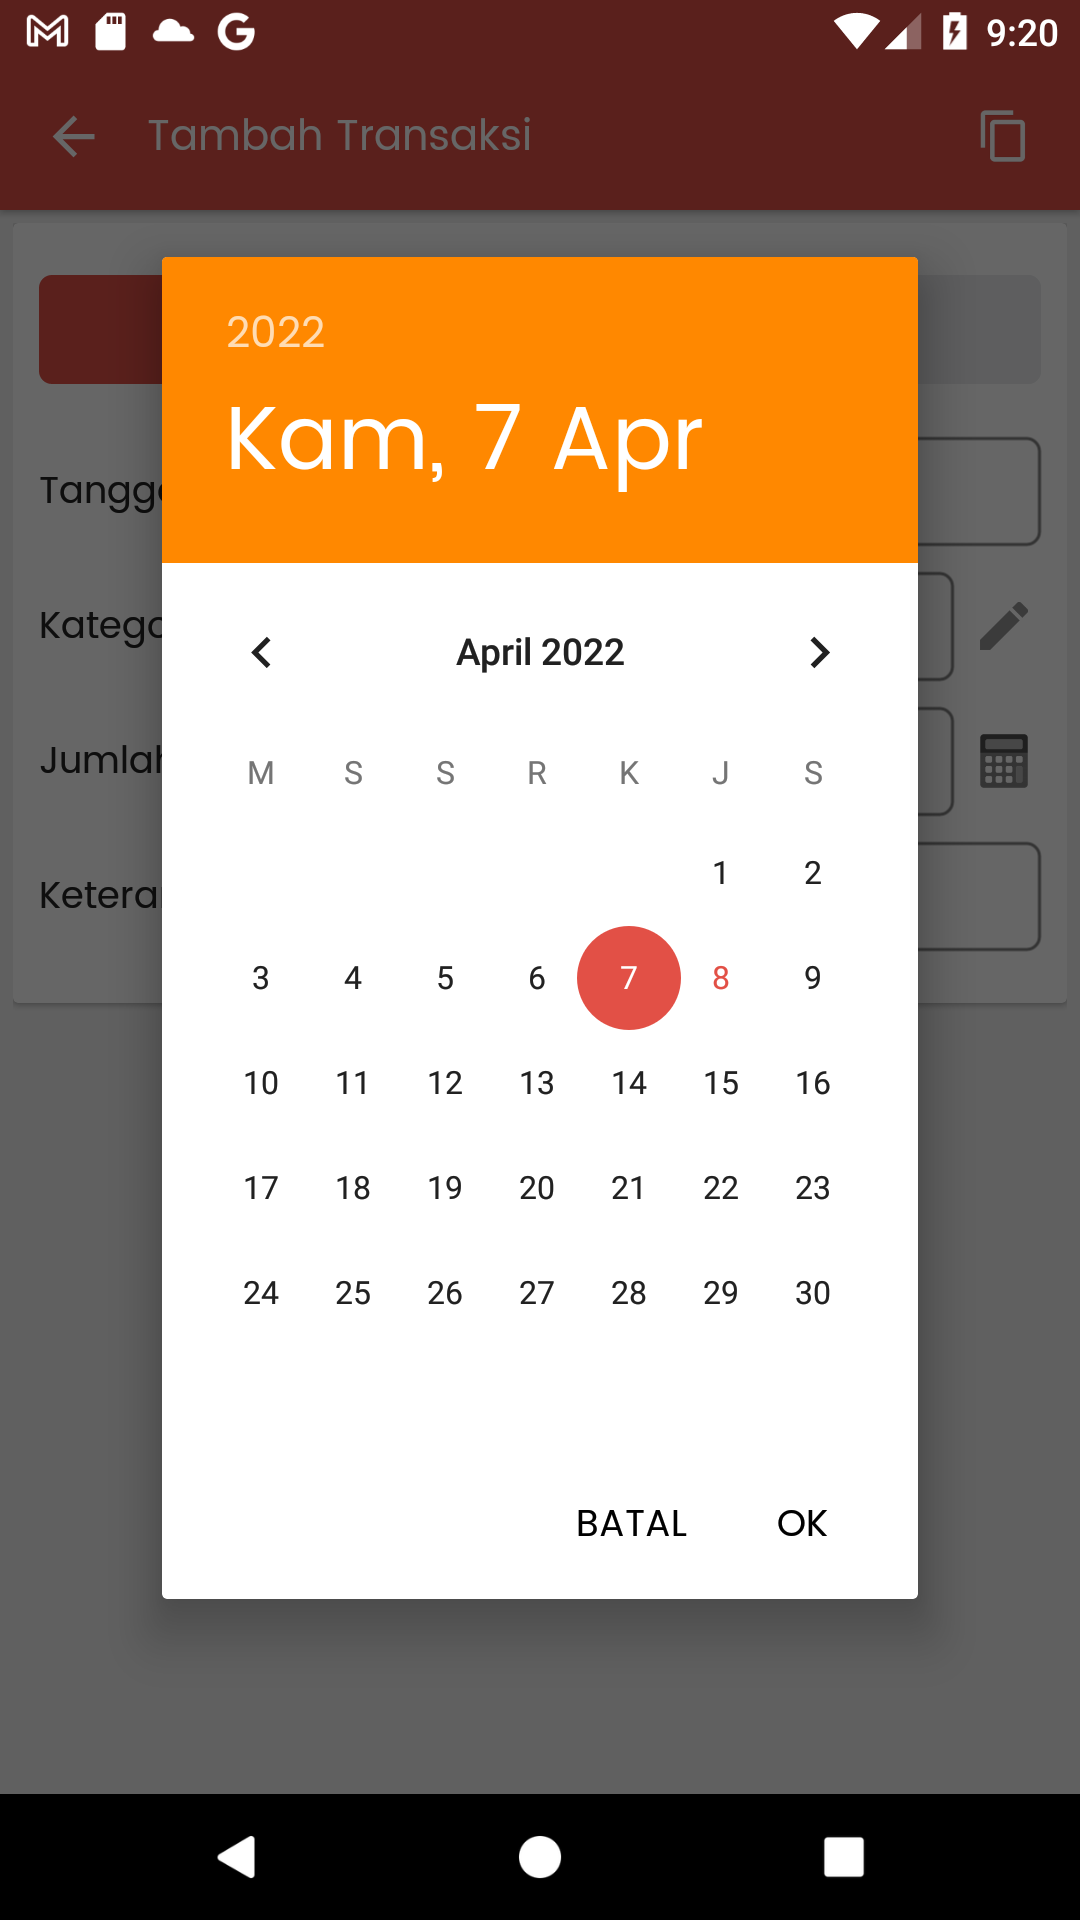 9:20
Tambah Transaksi
2022
Kam, 7 Apr
April 2022
M S S R K J S
1 2
3 4 5 6 7 8 9
10 11 12 13 14 15 16
17 18 19 20 21 22 23
24 25 26 27 28 29 30
BATAL OK